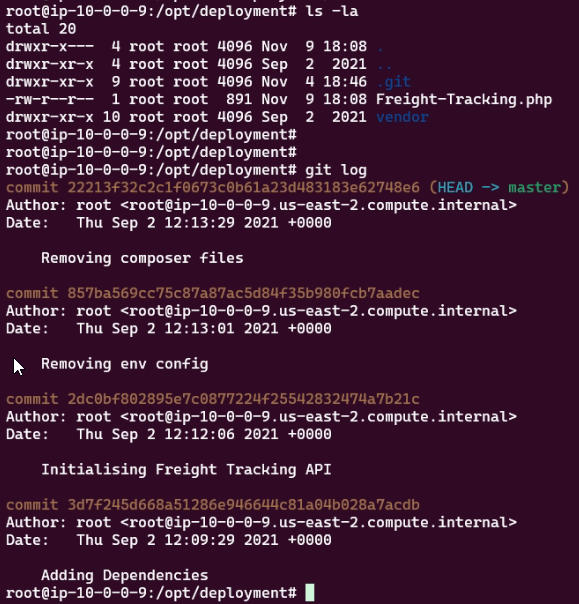 root@ip-10-0-0-9:/opt/deployment# ls -la
total 20
drwxr-x---  4 root root 4096 Nov  9 18:08 .
drwxr-xr-x  4 root root 4096 Sep  2  2021 ..
drwxr-xr-x  9 root root 4096 Nov  4 18:46 .git
-rw-r--r--  1 root root  891 Nov  9 18:08 Freight-Tracking.php
drwxr-xr-x 10 root root 4096 Sep  2  2021 vendor
root@ip-10-0-0-9:/opt/deployment#
root@ip-10-0-0-9:/opt/deployment#
root@ip-10-0-0-9:/opt/deployment# git log
commit 22213f32c2c1f0673c0b61a23d483183e62748e6 (HEAD -> master)
Author: root <root@ip-10-0-0-9.us-east-2.compute.internal>
Date:   Thu Sep 2 12:13:29 2021 +0000

    Removing composer files

commit 857ba569cc75c87a87ac5d84f35b980fcb7aadec
Author: root <root@ip-10-0-0-9.us-east-2.compute.internal>
Date:   Thu Sep 2 12:13:01 2021 +0000

    Removing env config

commit 2dc0bf802895e7c0877224f25542832474a7b21c
Author: root <root@ip-10-0-0-9.us-east-2.compute.internal>
Date:   Thu Sep 2 12:12:06 2021 +0000

    Initialising Freight Tracking API

commit 3d7f245d668a51286e946644c81a04b028a7acdb
Author: root <root@ip-10-0-0-9.us-east-2.compute.internal>
Date:   Thu Sep 2 12:09:29 2021 +0000

    Adding Dependencies
root@ip-10-0-0-9:/opt/deployment#